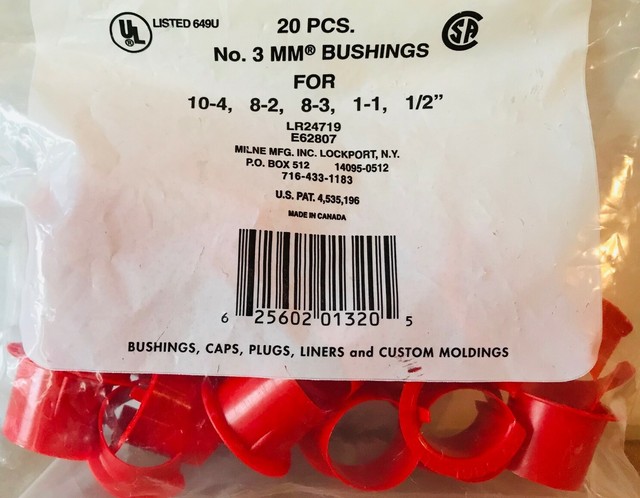 UL LISTED 649U
20 PCS.
No. 3 MM® BUSHINGS
FOR
10-4, 8-2, 8-3, 1-1, 1/2”
SA
LR24719
E62807
MILNE MFG. INC. LOCKPORT, N.Y.
P.O. BOX 512 14095-0512
716-433-1183
U.S. PAT. 4,535,196
MADE IN CANADA
6 25602 01320 5
BUSHINGS, CAPS, PLUGS, LINERS and CUSTOM MOLDINGS